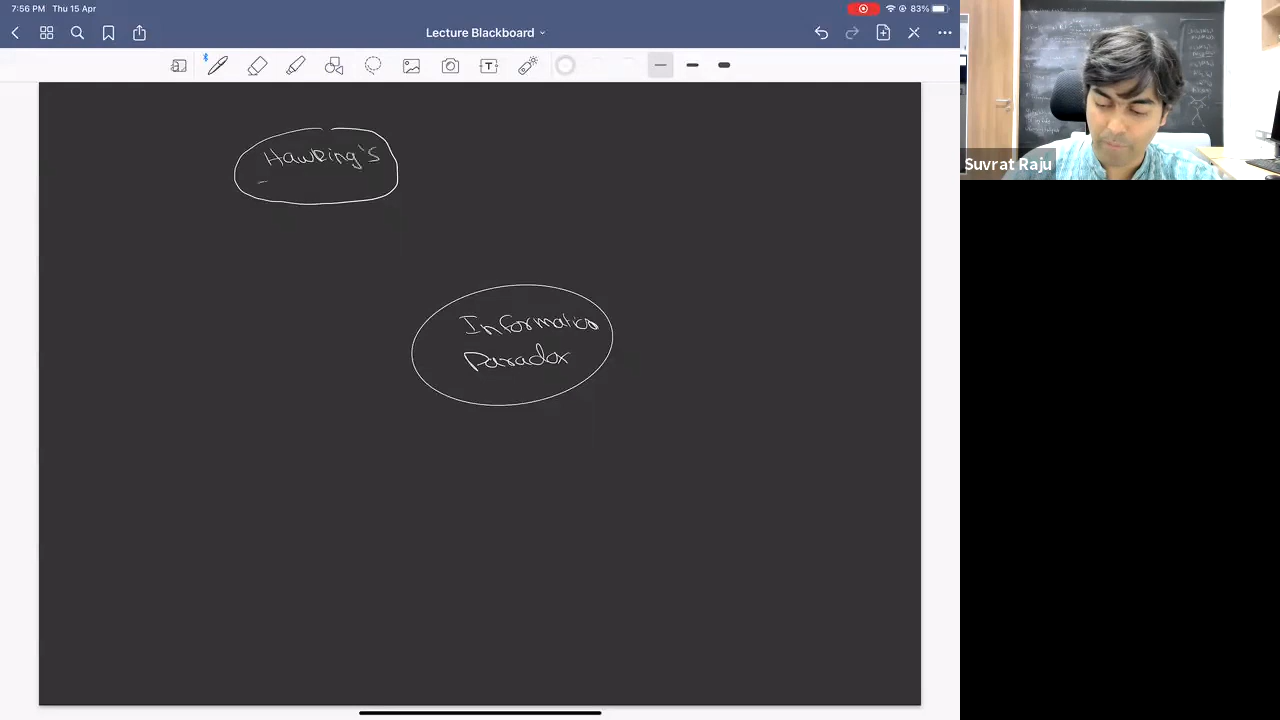 7:56 PM Thu 15 Apr
83%
Lecture Blackboard
Suvrat Raju
Hawking's
Information
Paradox